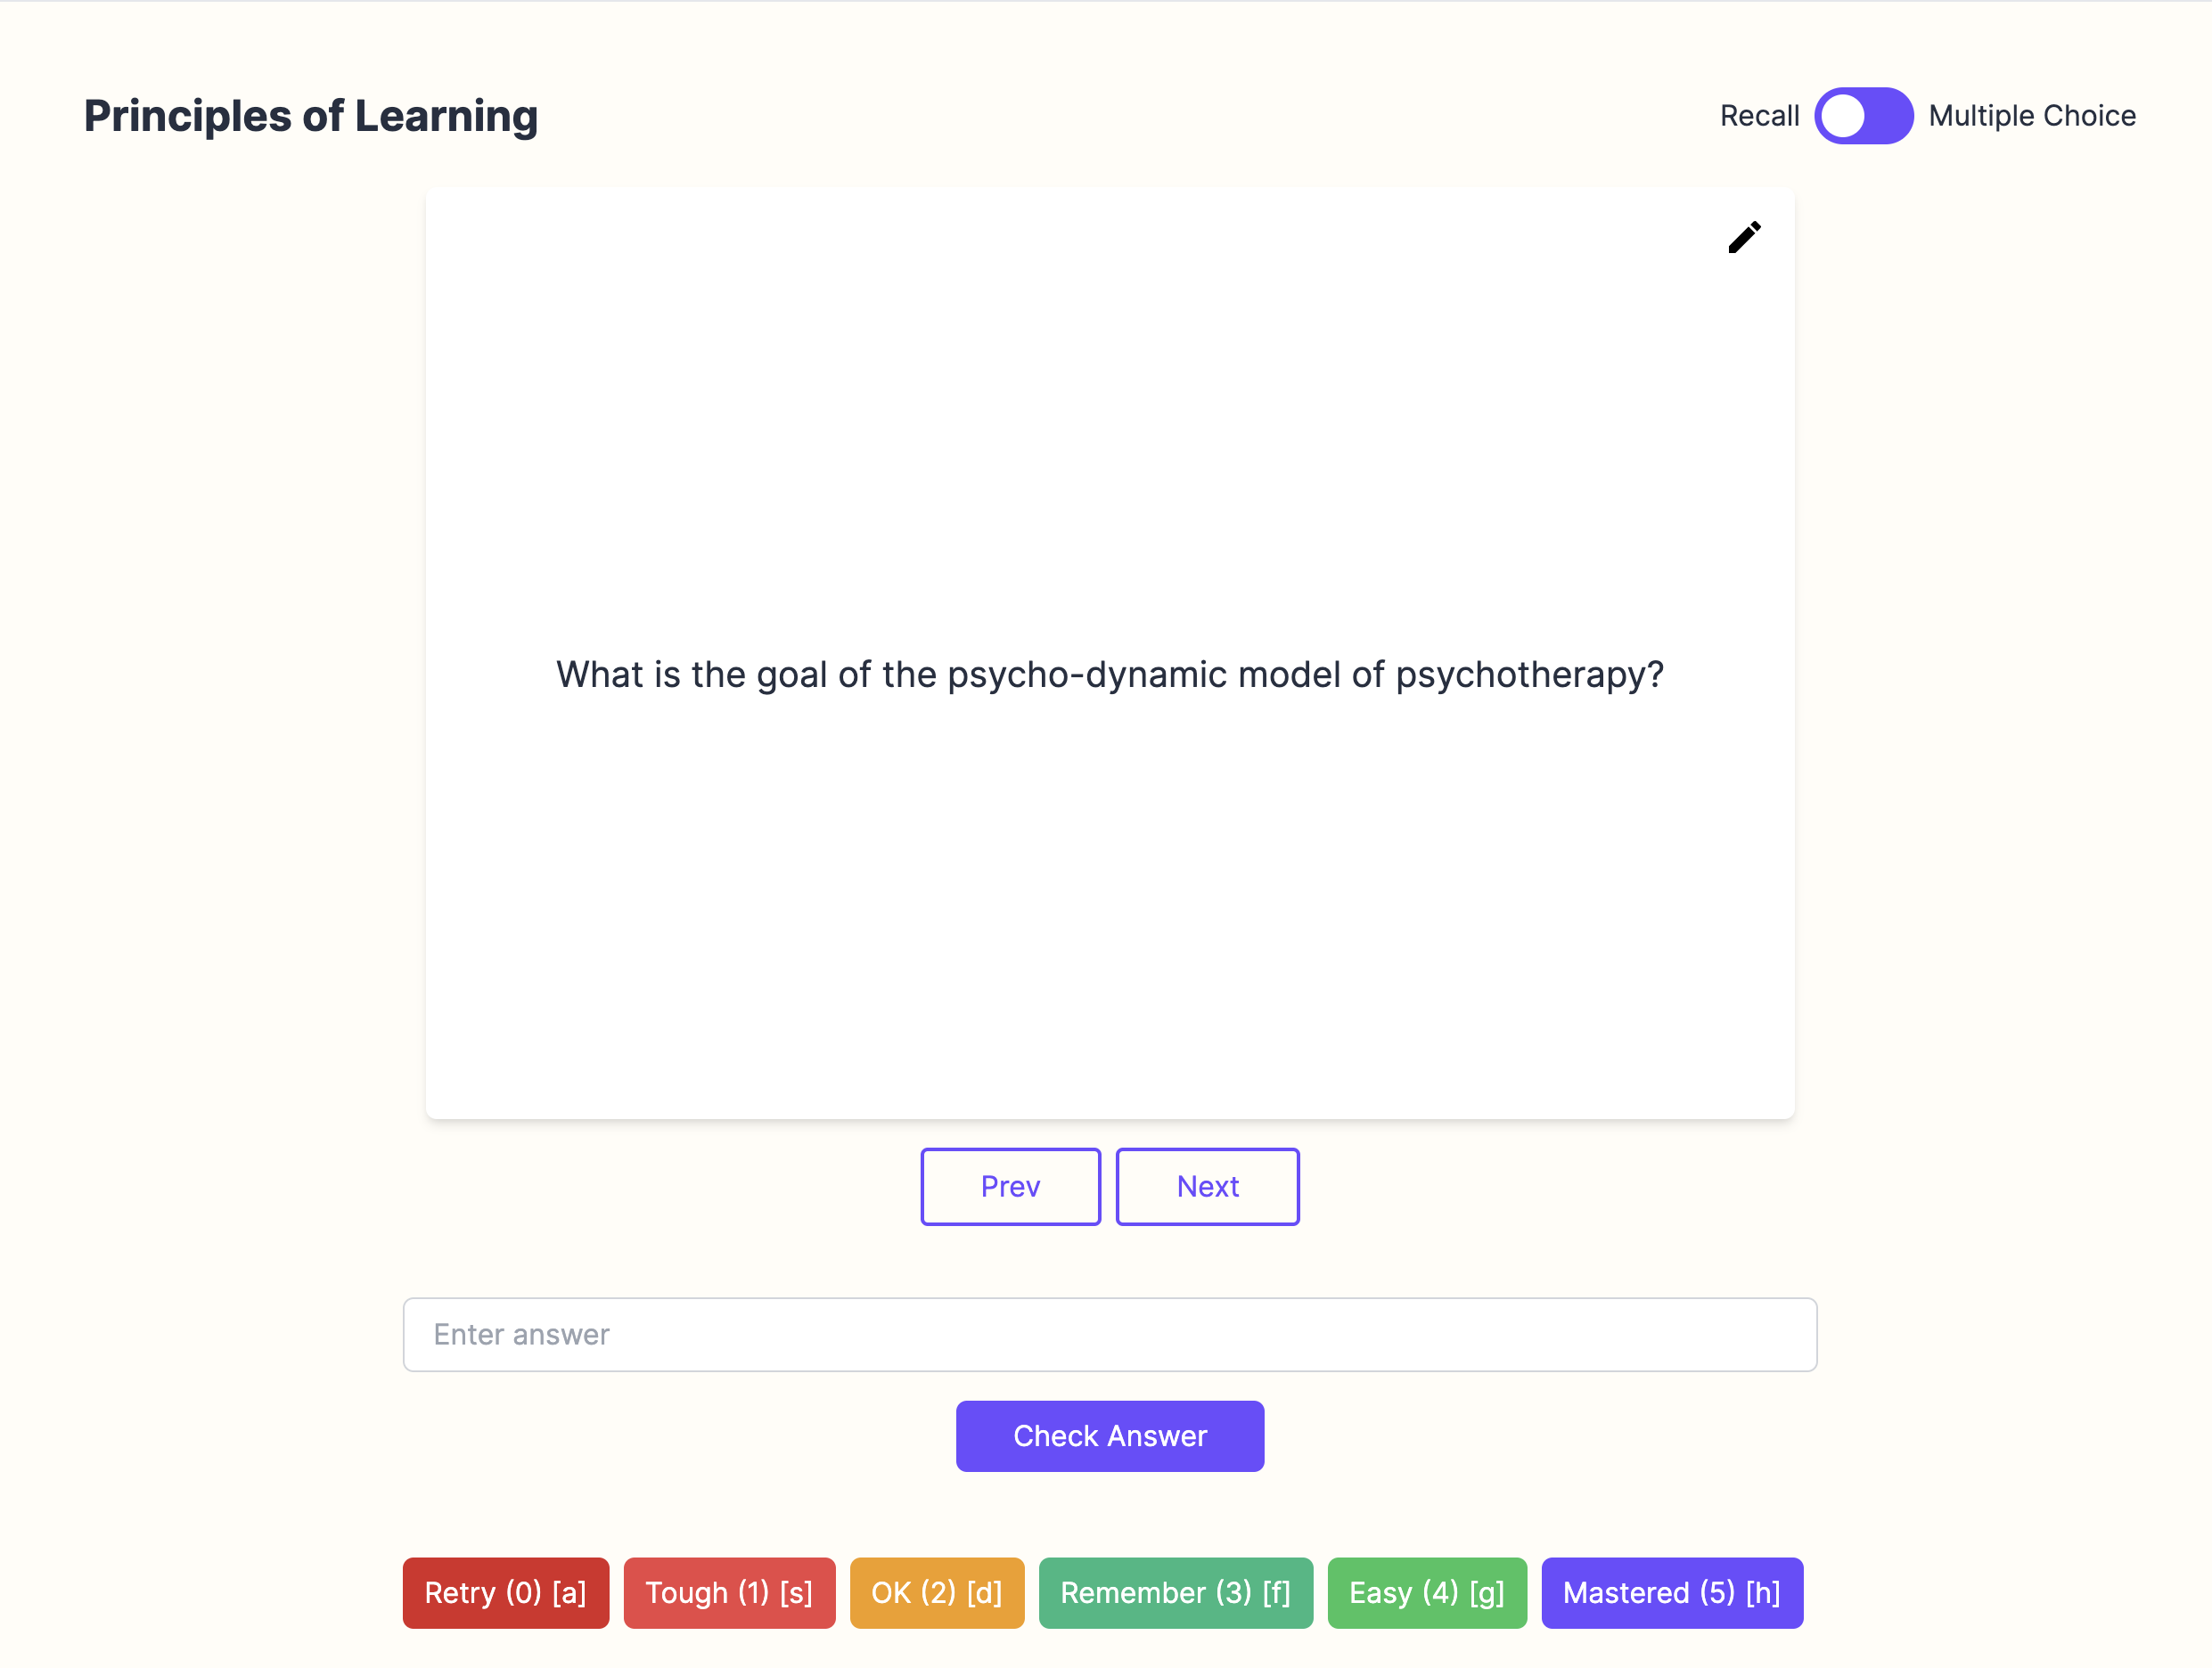 Principles of Learning
Recall Multiple Choice
What is the goal of the psycho-dynamic model of psychotherapy?
Prev Next
Enter answer
Check Answer
Retry (0) [a] Tough (1) [s] OK (2) [d] Remember (3) [f] Easy (4) [g] Mastered (5) [h]